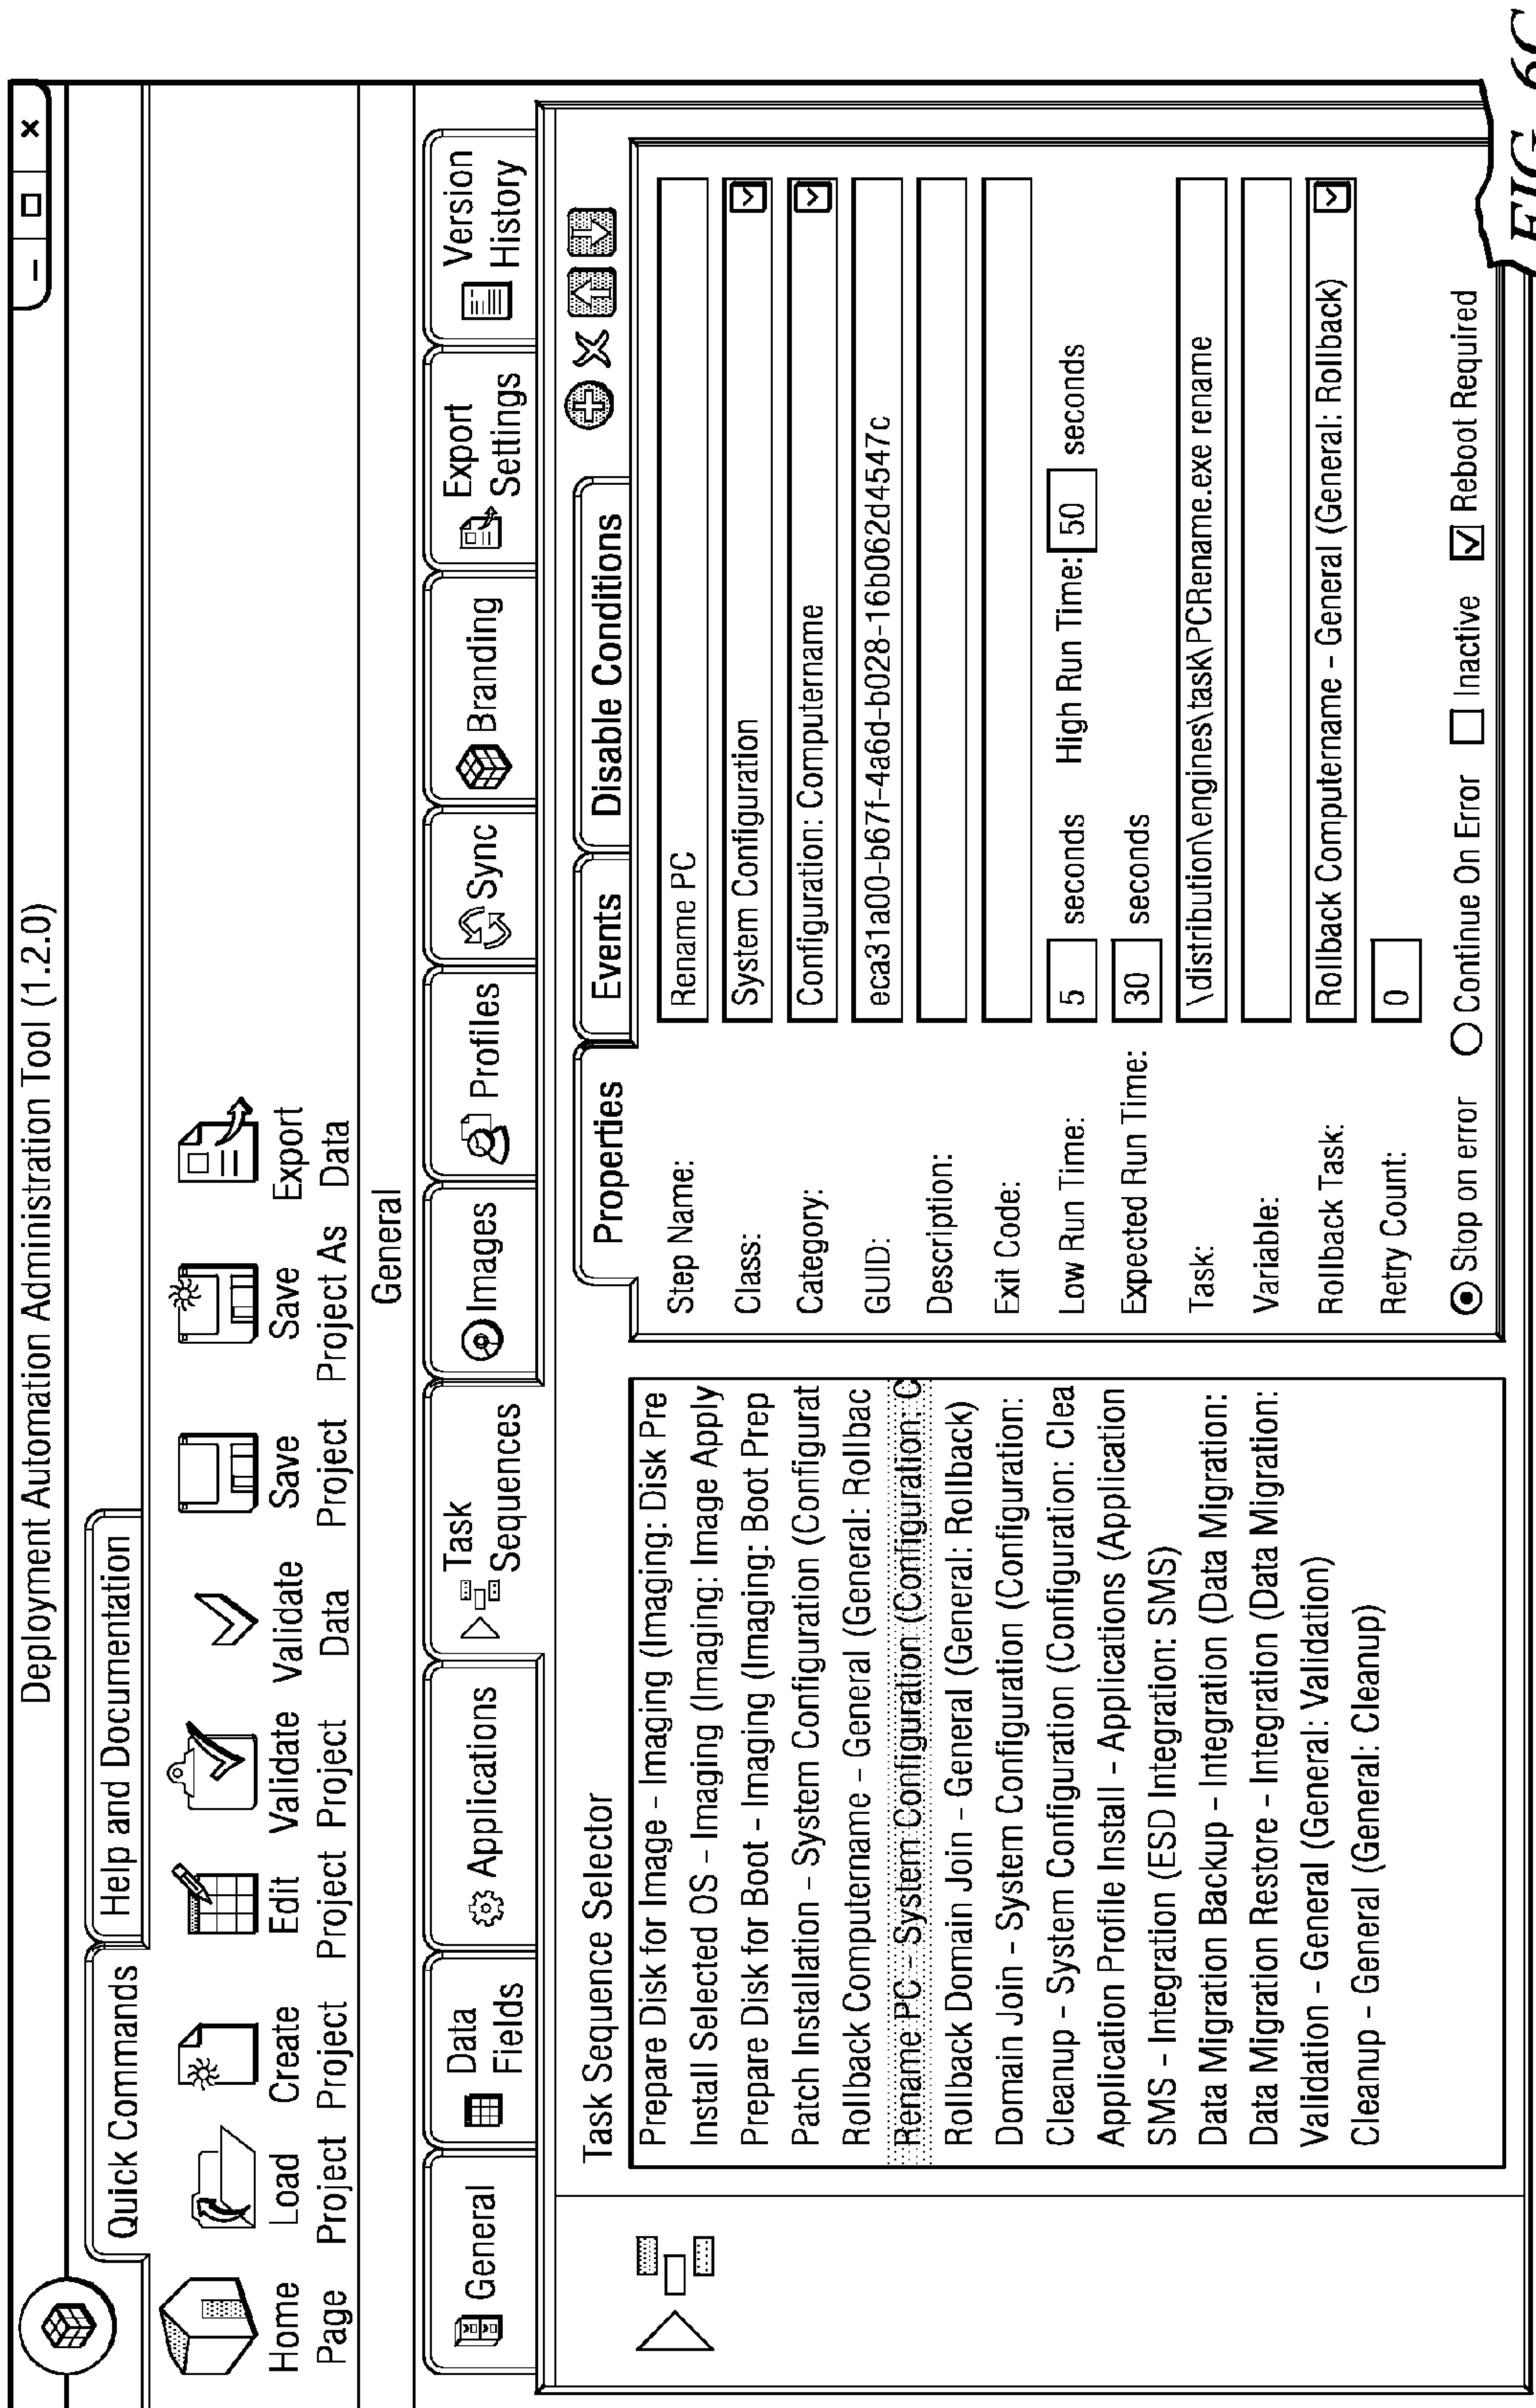 Deployment Automation Administration Tool (1.2.0)
Quick Commands
Help and Documentation
Home
Page
Load
Project
Create
Project
Edit
Project
Validate
Project
Validate
Data
Save
Project
Save
Project As
Export
Data
General
General
Data
Fields
Applications
Task
Sequences
Images
Profiles
Sync
Branding
Export
Settings
Version
History
Task Sequence Selector
Prepare Disk for Image - Imaging (Imaging: Disk Pre
Install Selected OS - Imaging (Imaging: Image Apply
Prepare Disk for Boot - Imaging (Imaging: Boot Prep
Patch Installation - System Configuration (Configurat
Rollback Computername - General (General: Rollbac
Rename PC - System Configuration (Configuration: C
Rollback Domain Join - General (General: Rollback)
Domain Join - System Configuration (Configuration:
Cleanup - System Configuration (Configuration: Clea
Application Profile Install - Applications (Application
SMS - Integration (ESD Integration: SMS)
Data Migration Backup - Integration (Data Migration:
Data Migration Restore - Integration (Data Migration:
Validation - General (General: Validation)
Cleanup - General (General: Cleanup)
Properties
Events
Disable Conditions
Step Name: Rename PC
Class: System Configuration
Category: Configuration: Computername
GUID: eca31a00-b67f-4a6d-b028-16b062d4547c
Description:
Exit Code:
Low Run Time: 5 seconds High Run Time: 50 seconds
Expected Run Time: 30 seconds
Task: \distribution\engines\task\PCRename.exe rename
Variable:
Rollback Task: Rollback Computername - General (General: Rollback)
Retry Count: 0
Stop on error Continue On Error Inactive Reboot Required
FIG. 6C